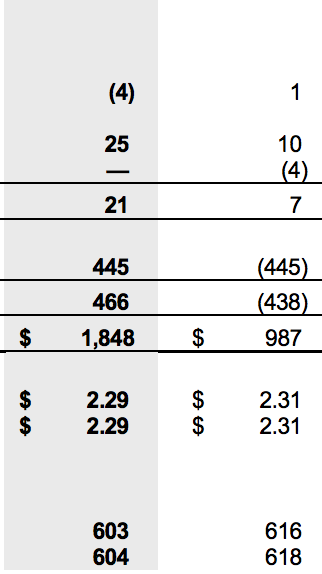 (4) 1
25 10
— (4)
21 7
445 (445)
466 (438)
$ 1,848 $ 987
$ 2.29 $ 2.31
$ 2.29 $ 2.31
603 616
604 618